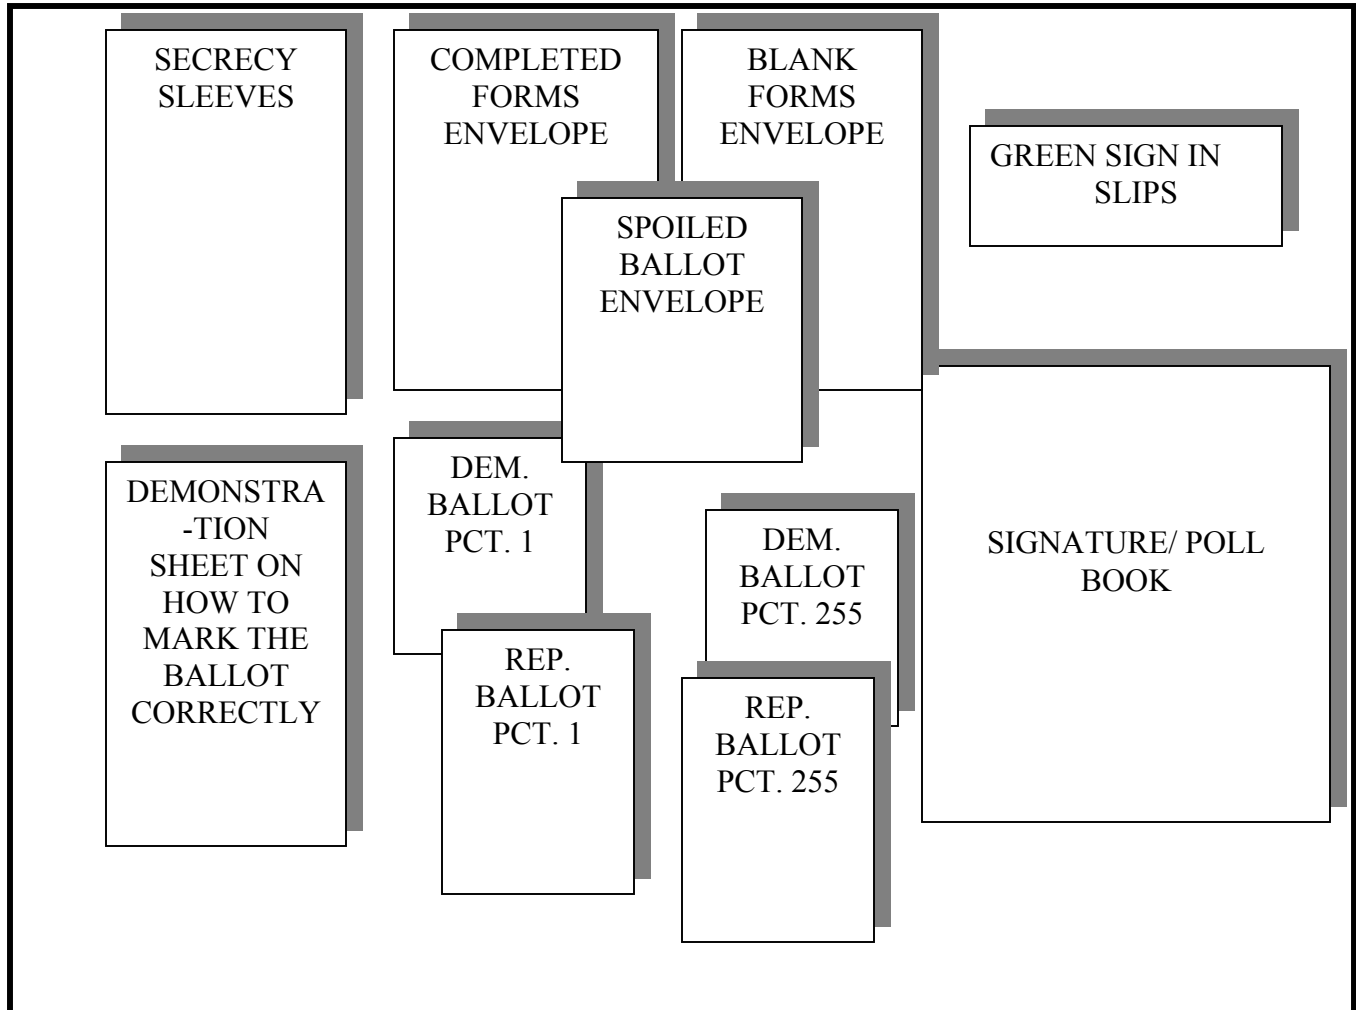 SECRECY
SLEEVES
COMPLETED
FORMS
ENVELOPE
BLANK
FORMS
ENVELOPE
GREEN SIGN IN
SLIPS
SPOILED
BALLOT
ENVELOPE
DEMONSTRA
-TION
SHEET ON
HOW TO
MARK THE
BALLOT
CORRECTLY
DEM.
BALLOT
PCT. 1
REP.
BALLOT
PCT. 1
DEM.
BALLOT
PCT. 255
REP.
BALLOT
PCT. 255
SIGNATURE/ POLL
BOOK